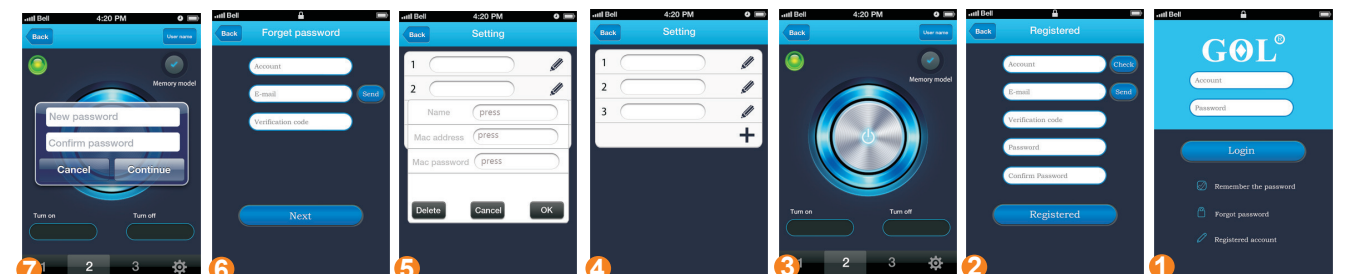 Bell 4:20 PM
Back User name
Memory model
New password
Confirm password
Cancel Continue
Turn on Turn off
1 2 3
7
Bell
Back Forget password
Account
E-mail Send
Verification code
Next
6
Bell 4:20 PM
Back Setting
1
2
Name press
Mac address press
Mac password press
Delete Cancel OK
5
Bell 4:20 PM
Back Setting
1
2
3
+
4
Bell 4:20 PM
Back User name
Memory model
Turn on Turn off
1 2 3
3
Bell
Back Registered
Account Check
E-mail Send
Verification code
Password
Confirm Password
Registered
2
Bell
GOL®
Account
Password
Login
Remember the password
Forgot password
Registered account
1